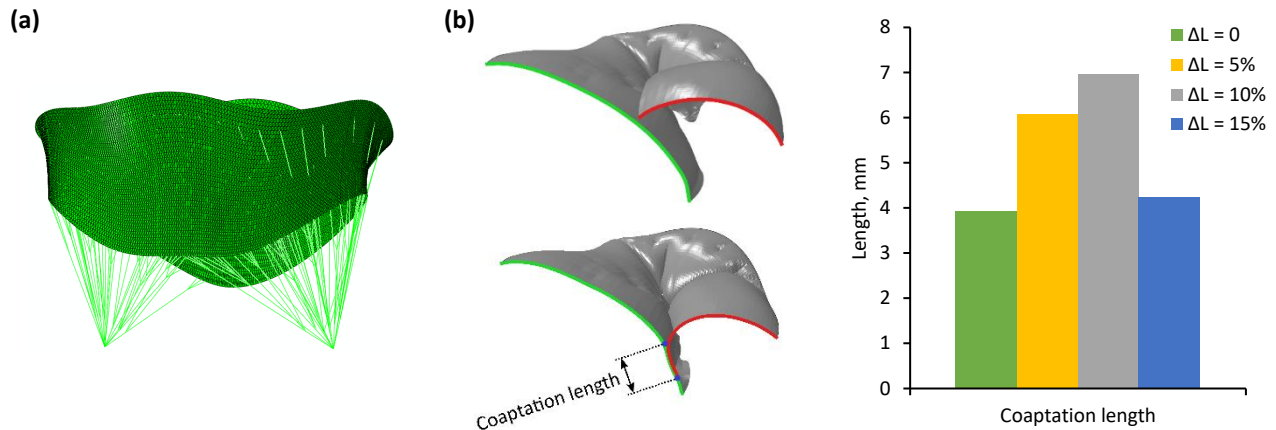 (a)
(b)
Coaptation length
8
7
6
5
4
3
2
1
0
Length, mm
Coaptation length
ΔL = 0
ΔL = 5%
ΔL = 10%
ΔL = 15%